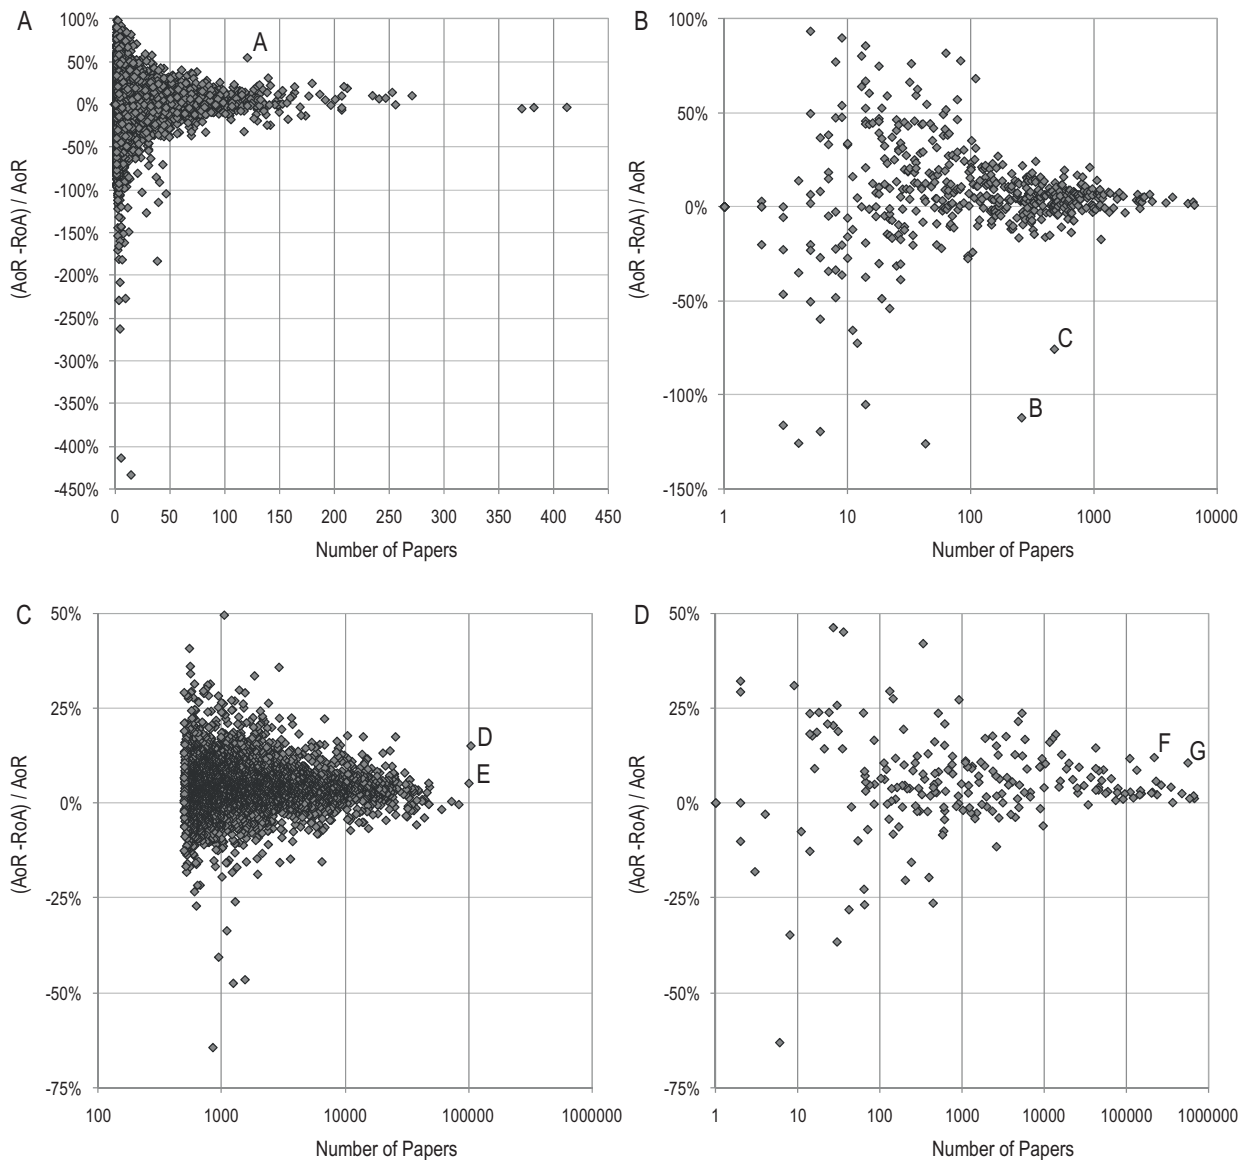 A
100%
50%
0%
-50%
-100%
-150%
-200%
-250%
-300%
-350%
-400%
-450%
(AoR -RoA) / AoR
A
0 50 100 150 200 250 300 350 400 450
Number of Papers
B
100%
50%
0%
-50%
-100%
-150%
(AoR -RoA) / AoR
C
B
1 10 100 1000 10000
Number of Papers
C
50%
25%
0%
-25%
-50%
-75%
(AoR -RoA) / AoR
D
E
100 1000 10000 100000 1000000
Number of Papers
D
50%
25%
0%
-25%
-50%
-75%
(AoR -RoA) / AoR
F
G
1 10 100 1000 10000 100000 1000000
Number of Papers